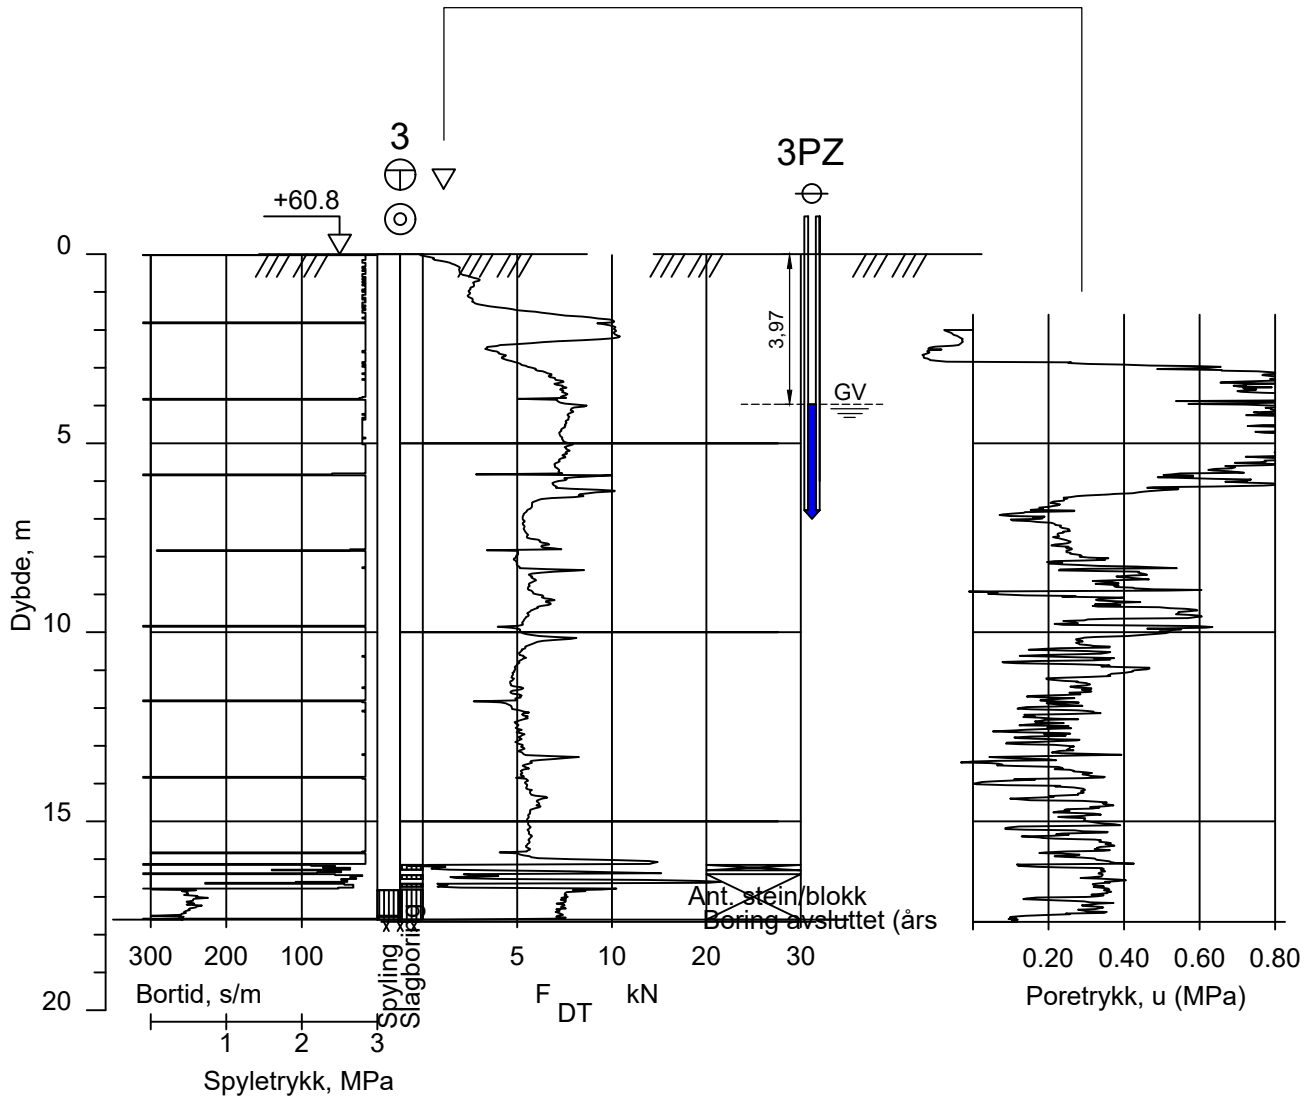 3
3PZ
+60.8
0
3,97
GV
5
10
15
20
Dybde, m
Ant. stein/blokk
Boring avsluttet (års
300 200 100
Bortid, s/m
Spyling
Slagboring
5 10 20 30
F DT kN
0.20 0.40 0.60 0.80
Poretrykk, u (MPa)
1 2 3
Spyletrykk, MPa